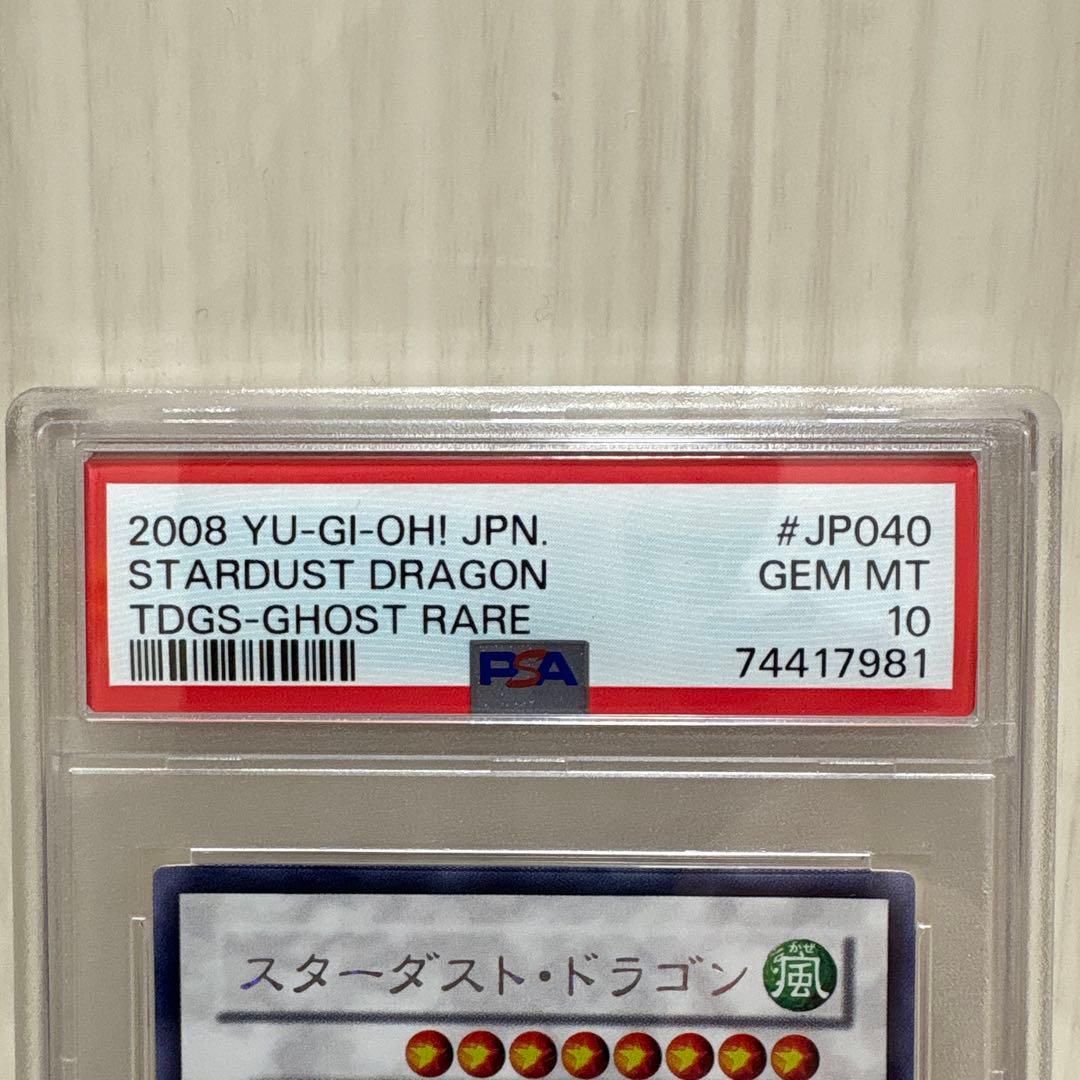 2008 YU-GI-OH! JPN. #JP040
STARDUST DRAGON GEM MT
TDGS-GHOST RARE 10
PSA 74417981
スターダスト・ドラゴン
かぜ
風